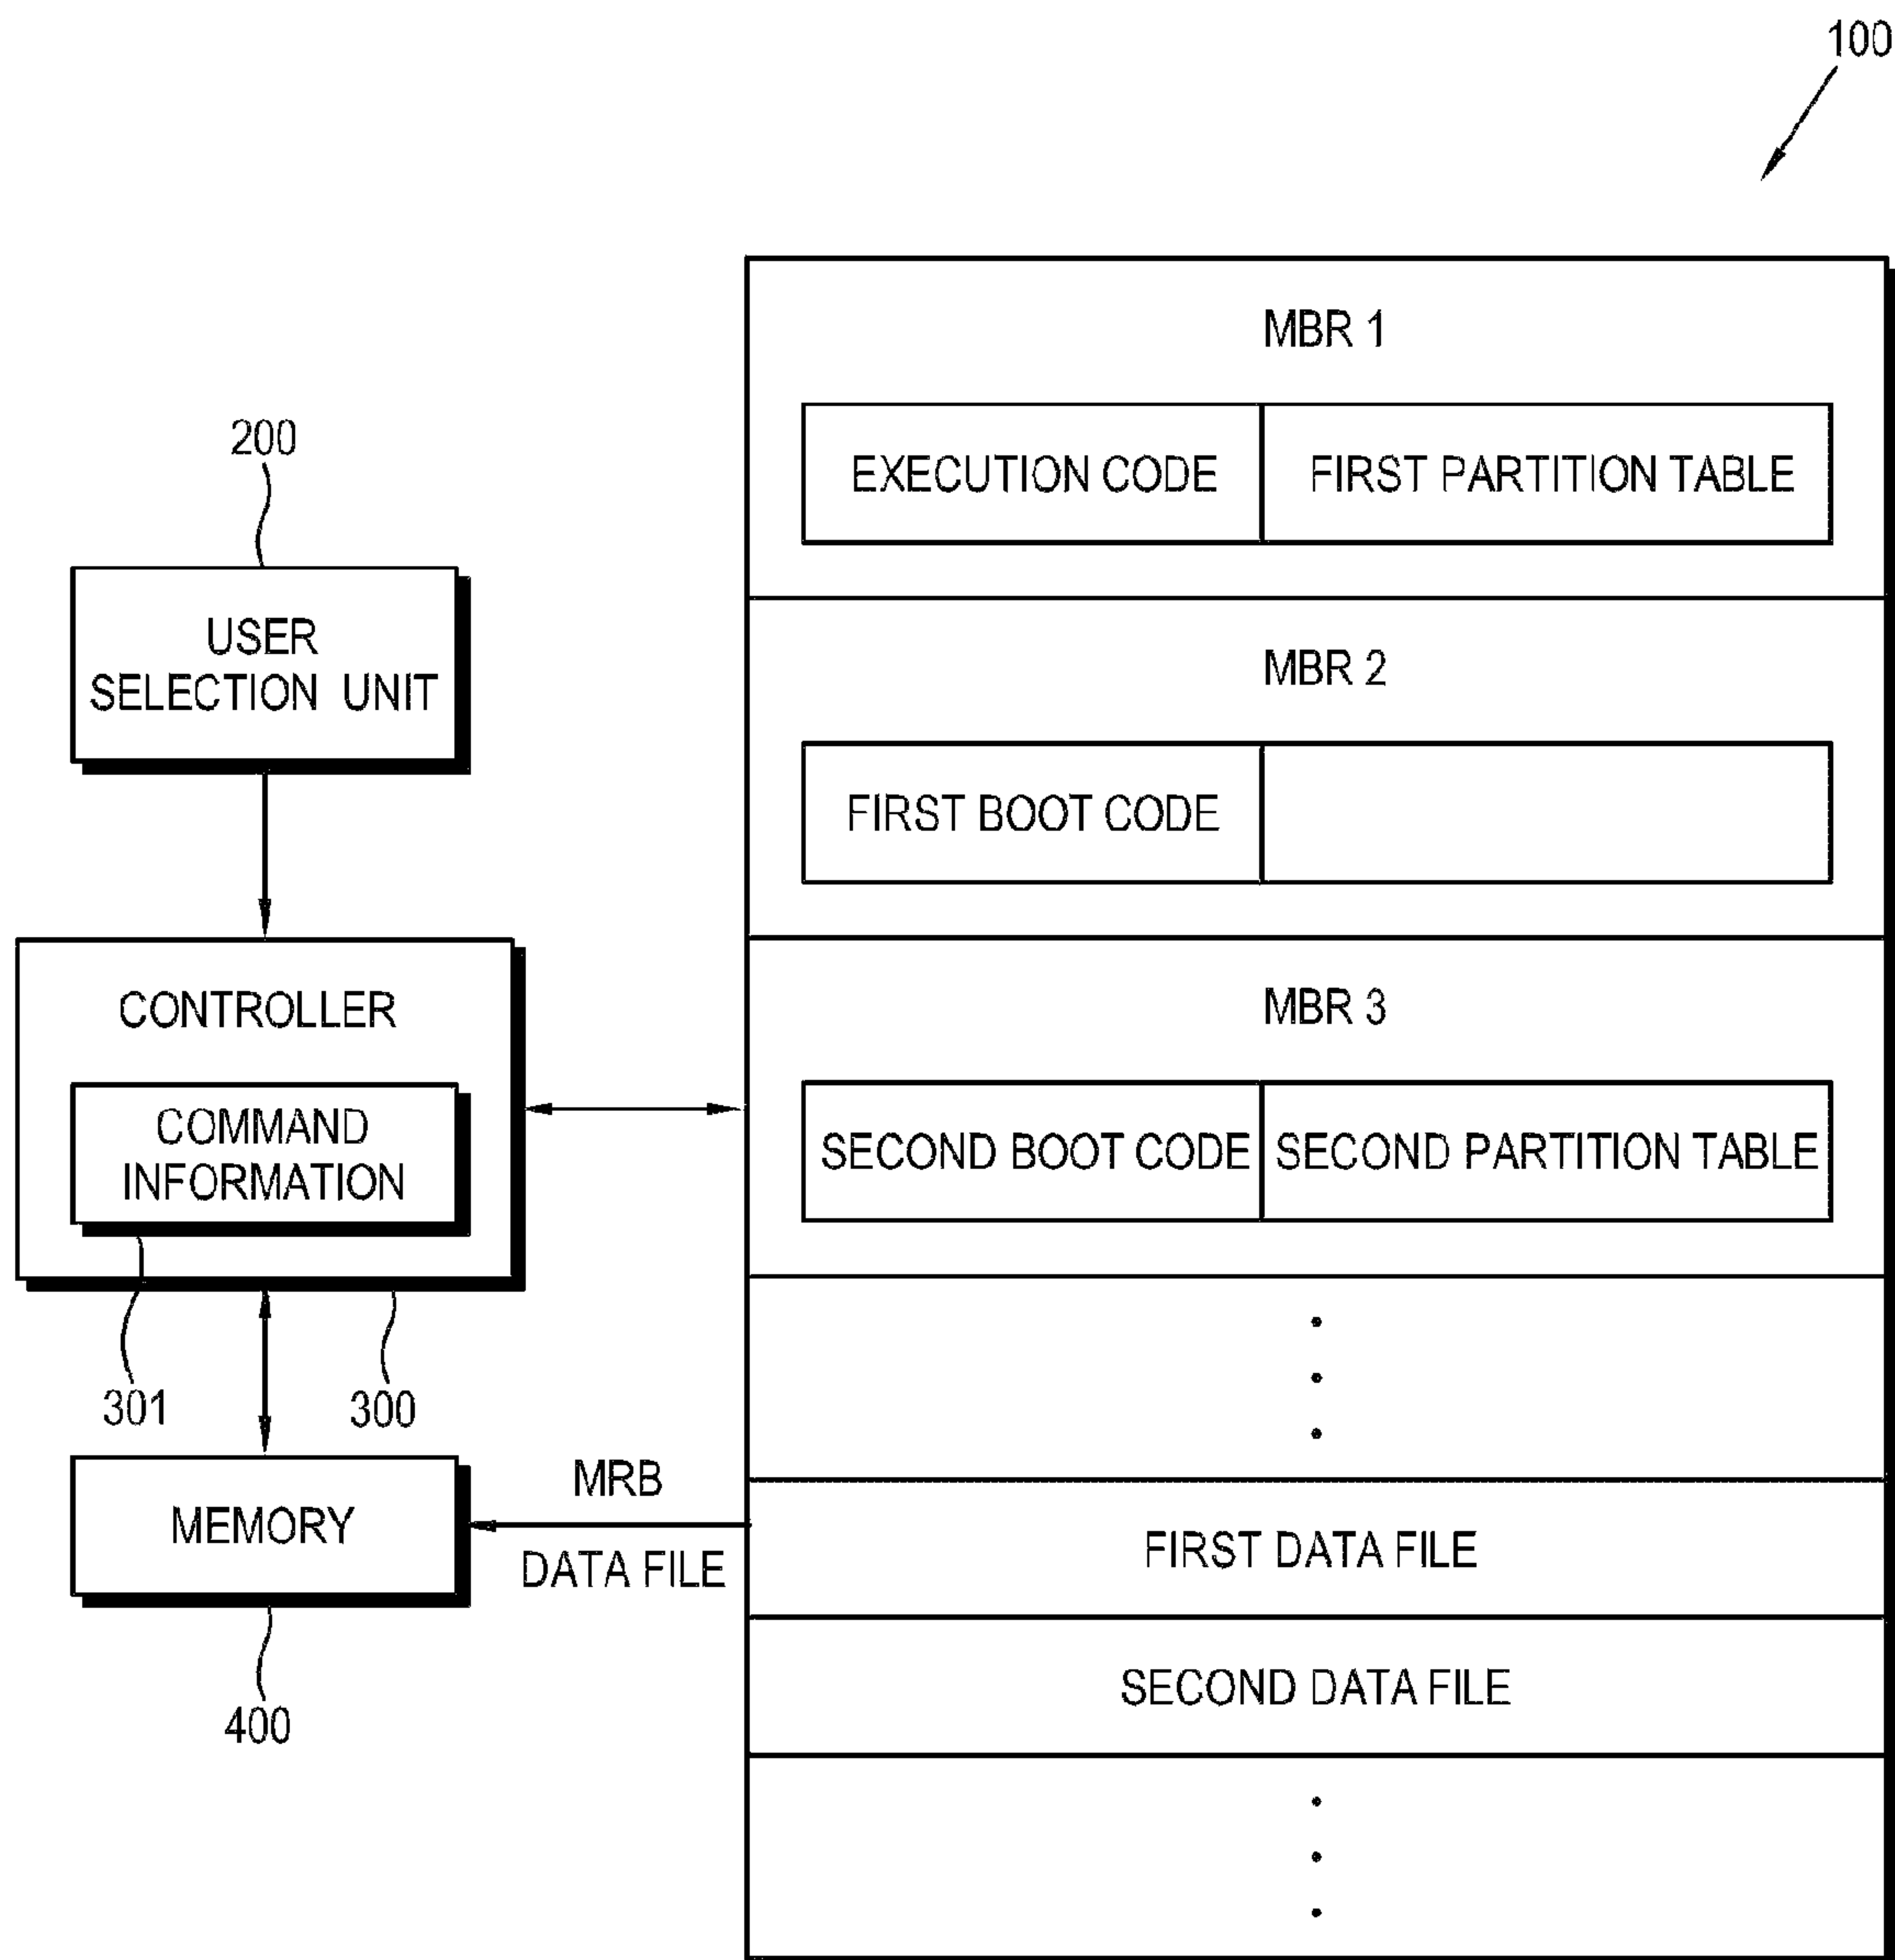 100
MBR 1
EXECUTION CODE
FIRST PARTITION TABLE
200
USER
SELECTION UNIT
MBR 2
FIRST BOOT CODE
CONTROLLER
COMMAND
INFORMATION
301
300
MBR 3
SECOND BOOT CODE
SECOND PARTITION TABLE
MEMORY
400
MRB
DATA FILE
FIRST DATA FILE
SECOND DATA FILE